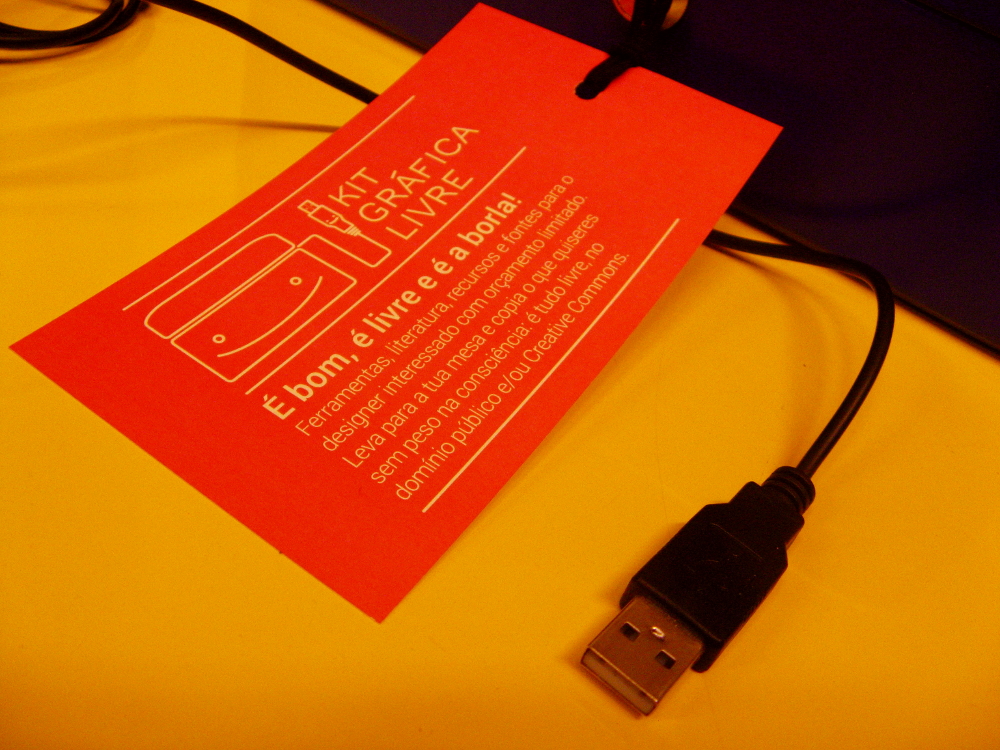 KIT
GRÁFICA
LIVRE
É bom, é livre e é a borla!
Ferramentas, literatura, recursos e fontes para o
designer interessado com orçamento limitado.
Leva para a tua mesa e copia o que quiseres
sem peso na consciência: é tudo livre, no
domínio público e/ou Creative Commons.